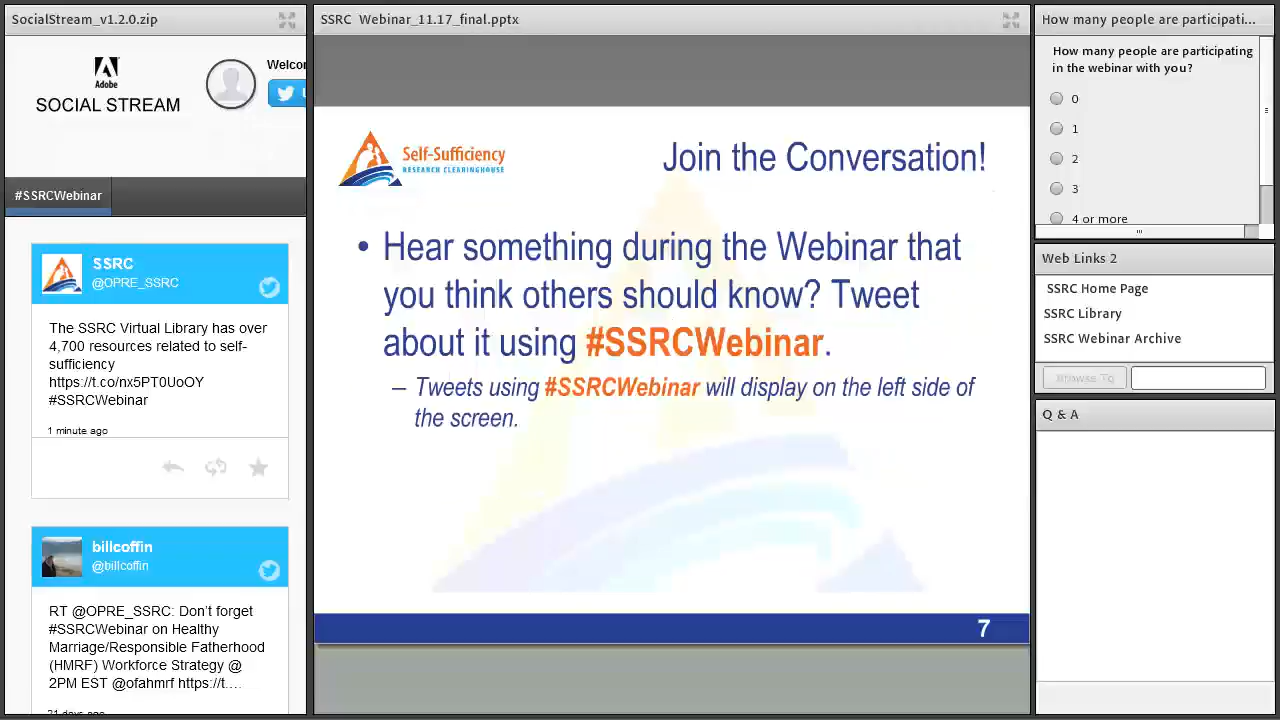 SocialStream_v1.2.0.zip
Adobe
SOCIAL STREAM
#SSRCWebinar
SSRC
@OPRE_SSRC
The SSRC Virtual Library has over
4,700 resources related to self-
sufficiency
https://t.co/nx5PT0UoOY
#SSRCWebinar
1 minute ago
billcoffin
@billcoffin
RT @OPRE_SSRC: Don't forget
#SSRCWebinar on Healthy
Marriage/Responsible Fatherhood
(HMRF) Workforce Strategy @
2PM EST @ofahmrf https://t....
21 days ago
SSRC Webinar_11.17_final.pptx
Self-Sufficiency
RESEARCH CLEARINGHOUSE
Join the Conversation!
• Hear something during the Webinar that
you think others should know? Tweet
about it using #SSRCWebinar.
– Tweets using #SSRCWebinar will display on the left side of
the screen.
7
How many people are participati...
How many people are participating
in the webinar with you?
0
1
2
3
4 or more
Web Links 2
SSRC Home Page
SSRC Library
SSRC Webinar Archive
Browse To
Q & A